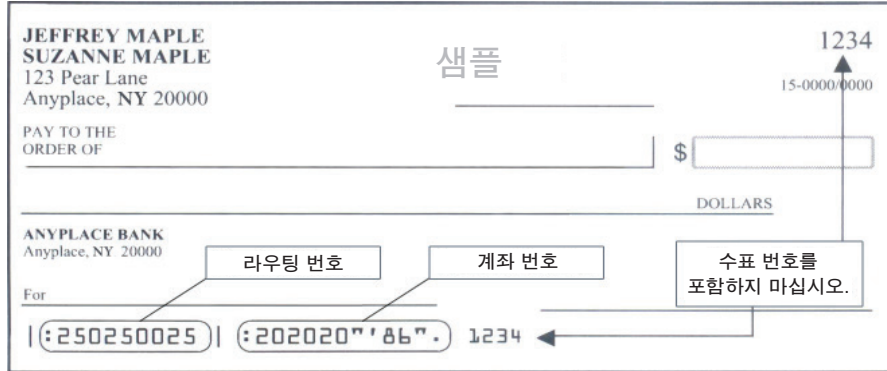 JEFFREY MAPLE
SUZANNE MAPLE
123 Pear Lane
Anyplace, NY 20000
샘플
1234
15-0000/0000
PAY TO THE
ORDER OF
$
DOLLARS
ANYPLACE BANK
Anyplace, NY 20000
라우팅 번호
계좌 번호
수표 번호를
포함하지 마십시오.
For
|:250250025| :202020"'86". 1234